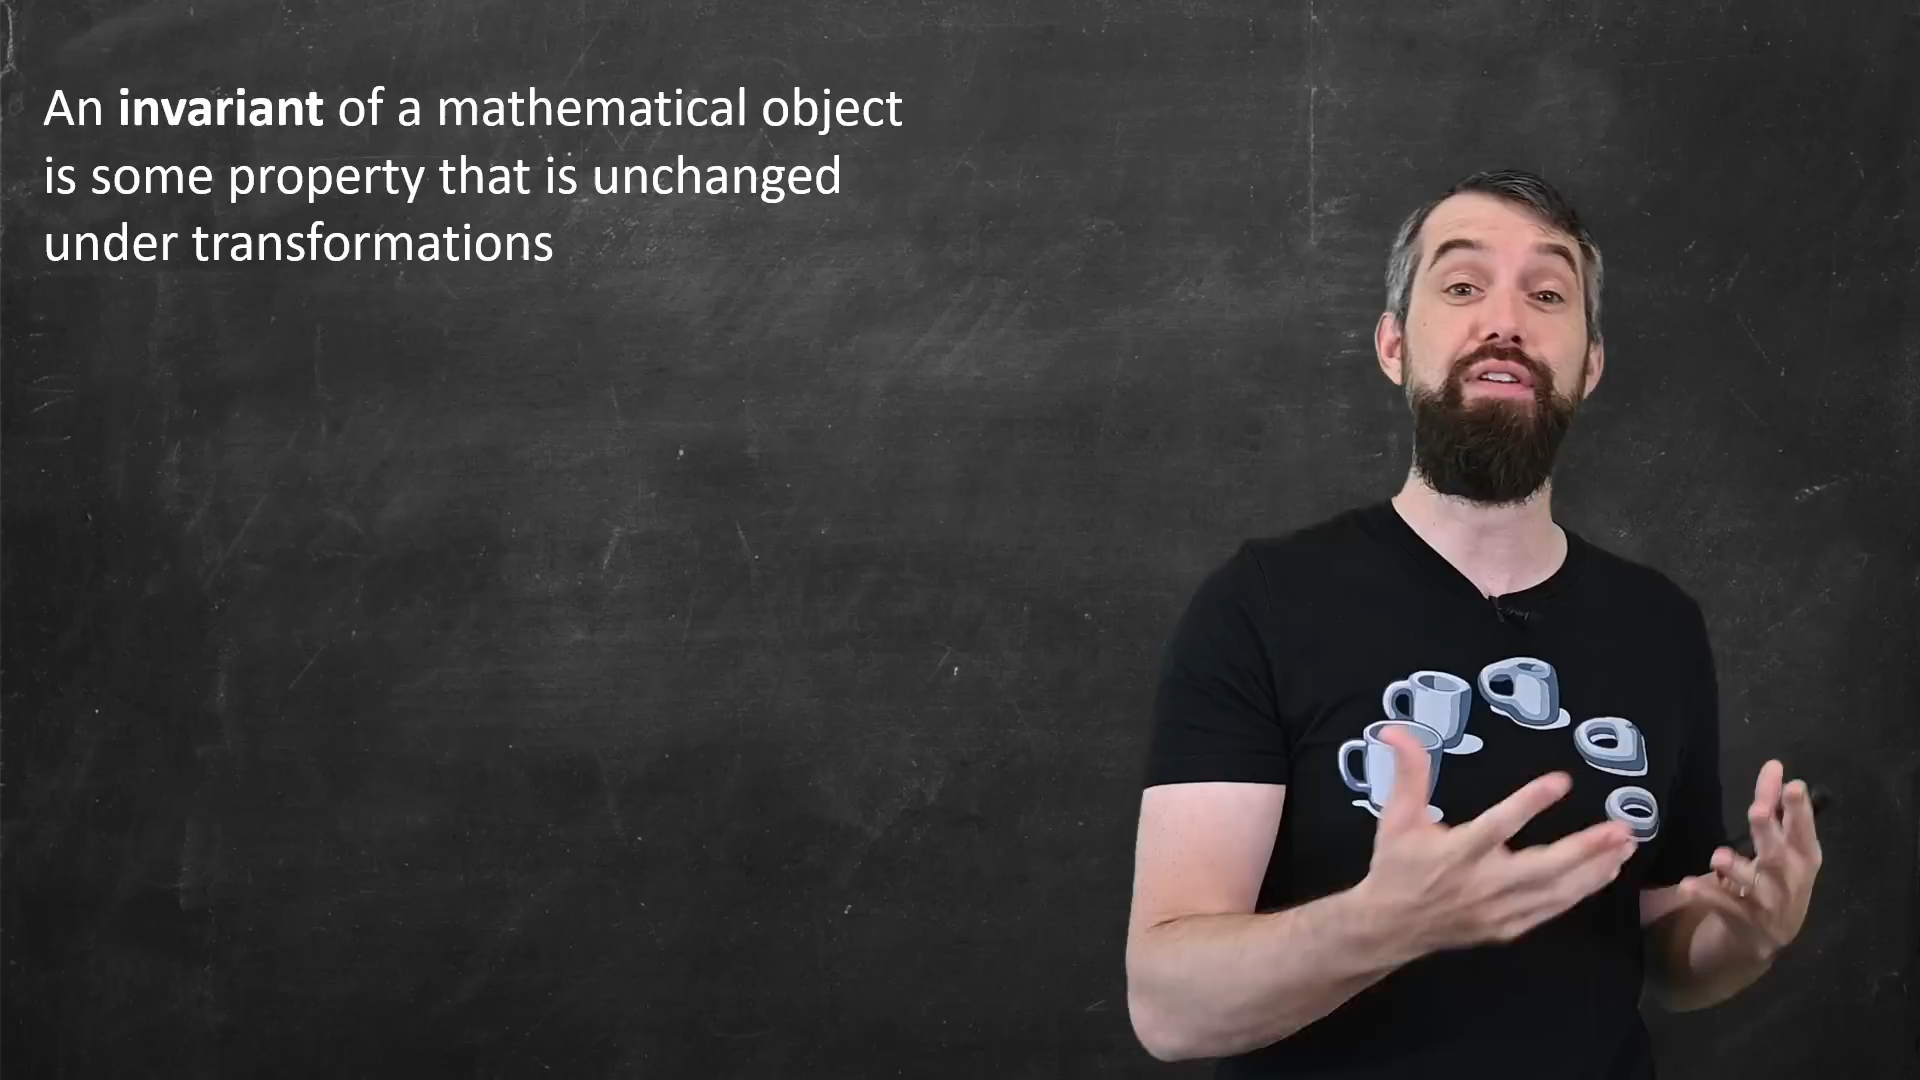 An invariant of a mathematical object
is some property that is unchanged
under transformations